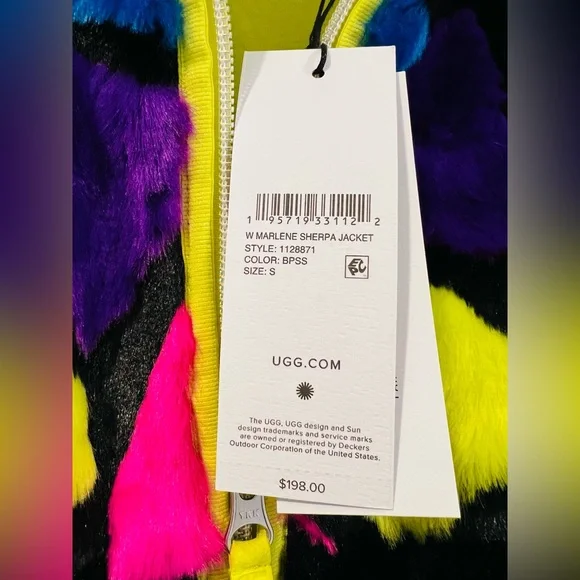 1 95719 33112 2
W MARLENE SHERPA JACKET
STYLE: 1128871
COLOR: BPSS
SIZE: S
UGG.COM
The UGG, UGG design and Sun
design trademarks and service marks
are owned or registered by Deckers
Outdoor Corporation of the United States.
$198.00
YKK